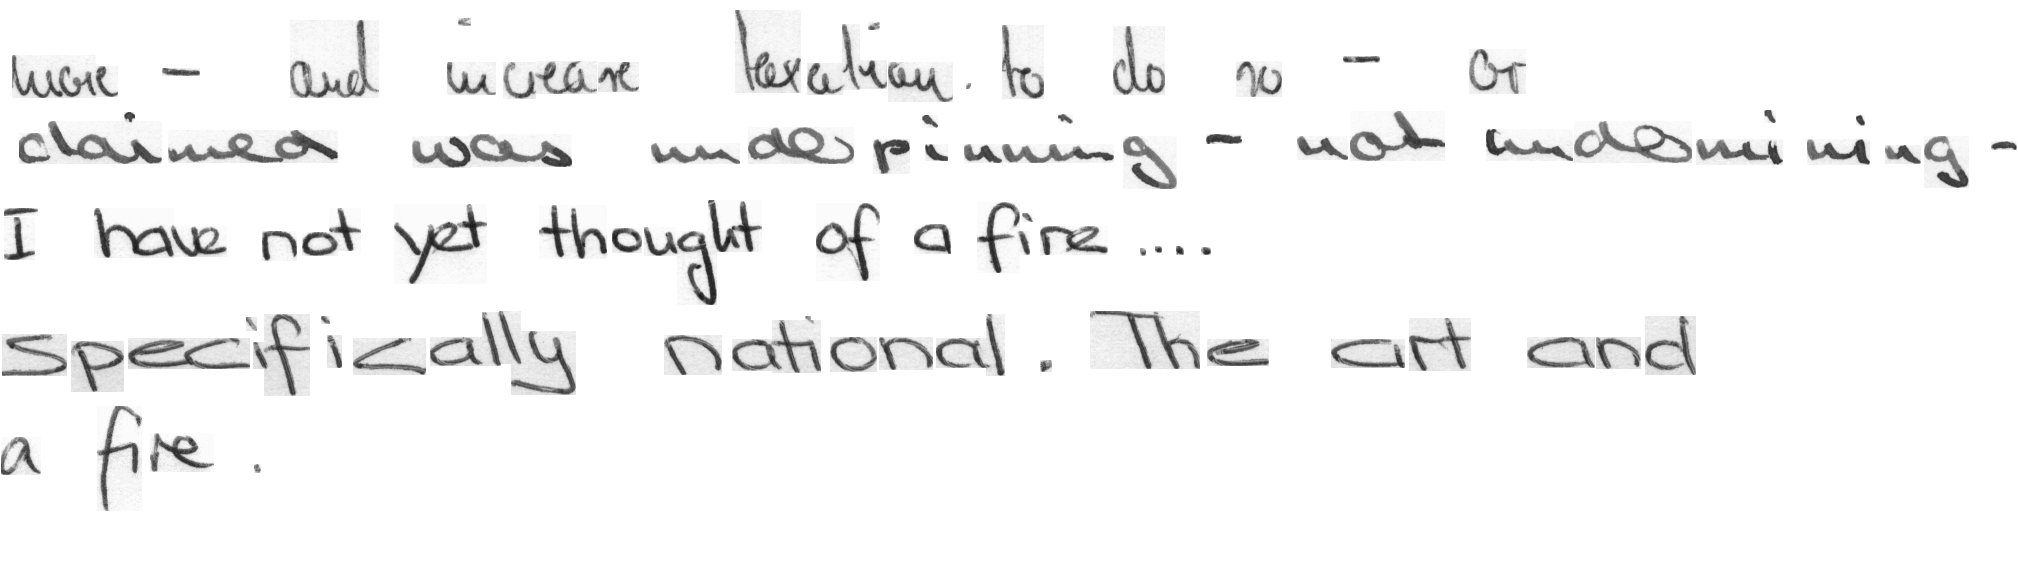 more - and increase taxation. to do so - or
claimed was underpinning - not undermining -
I have not yet thought of a fire ....
specifically national. The art and
a fire.